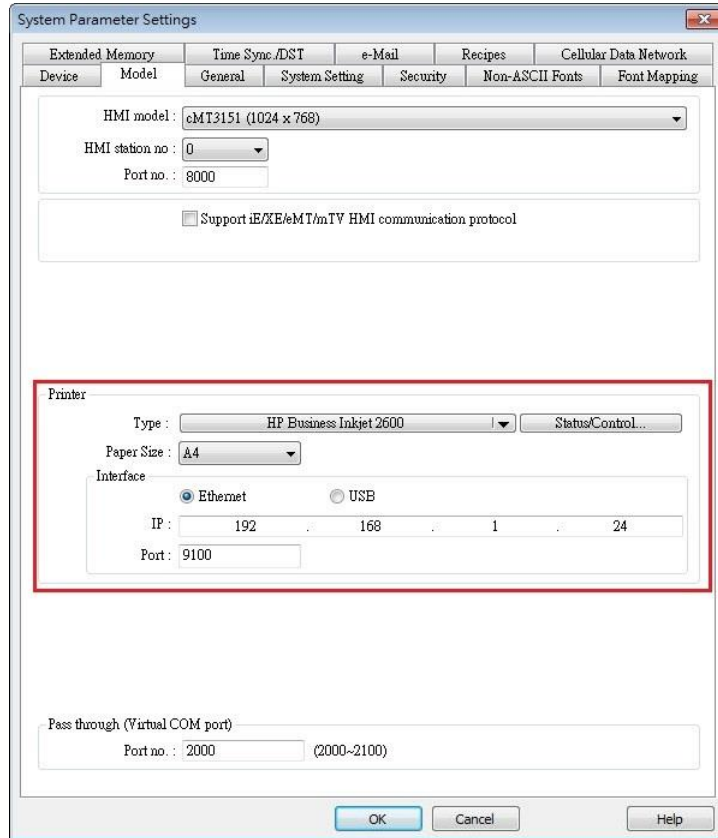 System Parameter Settings
Extended Memory Time Sync./DST e-Mail Recipes Cellular Data Network
Device Model General System Setting Security Non-ASCII Fonts Font Mapping
HMI model : cMT3151 (1024 x 768)
HMI station no : 0
Port no. : 8000
Support iE/XE/eMT/mTV HMI communication protocol
Printer
Type : HP Business Inkjet 2600 Status/Control...
Paper Size : A4
Interface
Ethernet USB
IP : 192 . 168 . 1 . 24
Port : 9100
Pass through (Virtual COM port)
Port no. : 2000 (2000~2100)
OK Cancel Help